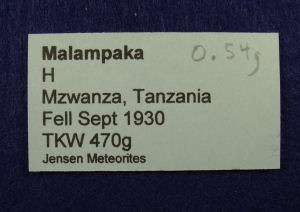 Malampaka 0.54g
H
Mzwanza, Tanzania
Fell Sept 1930
TKW 470g
Jensen Meteorites